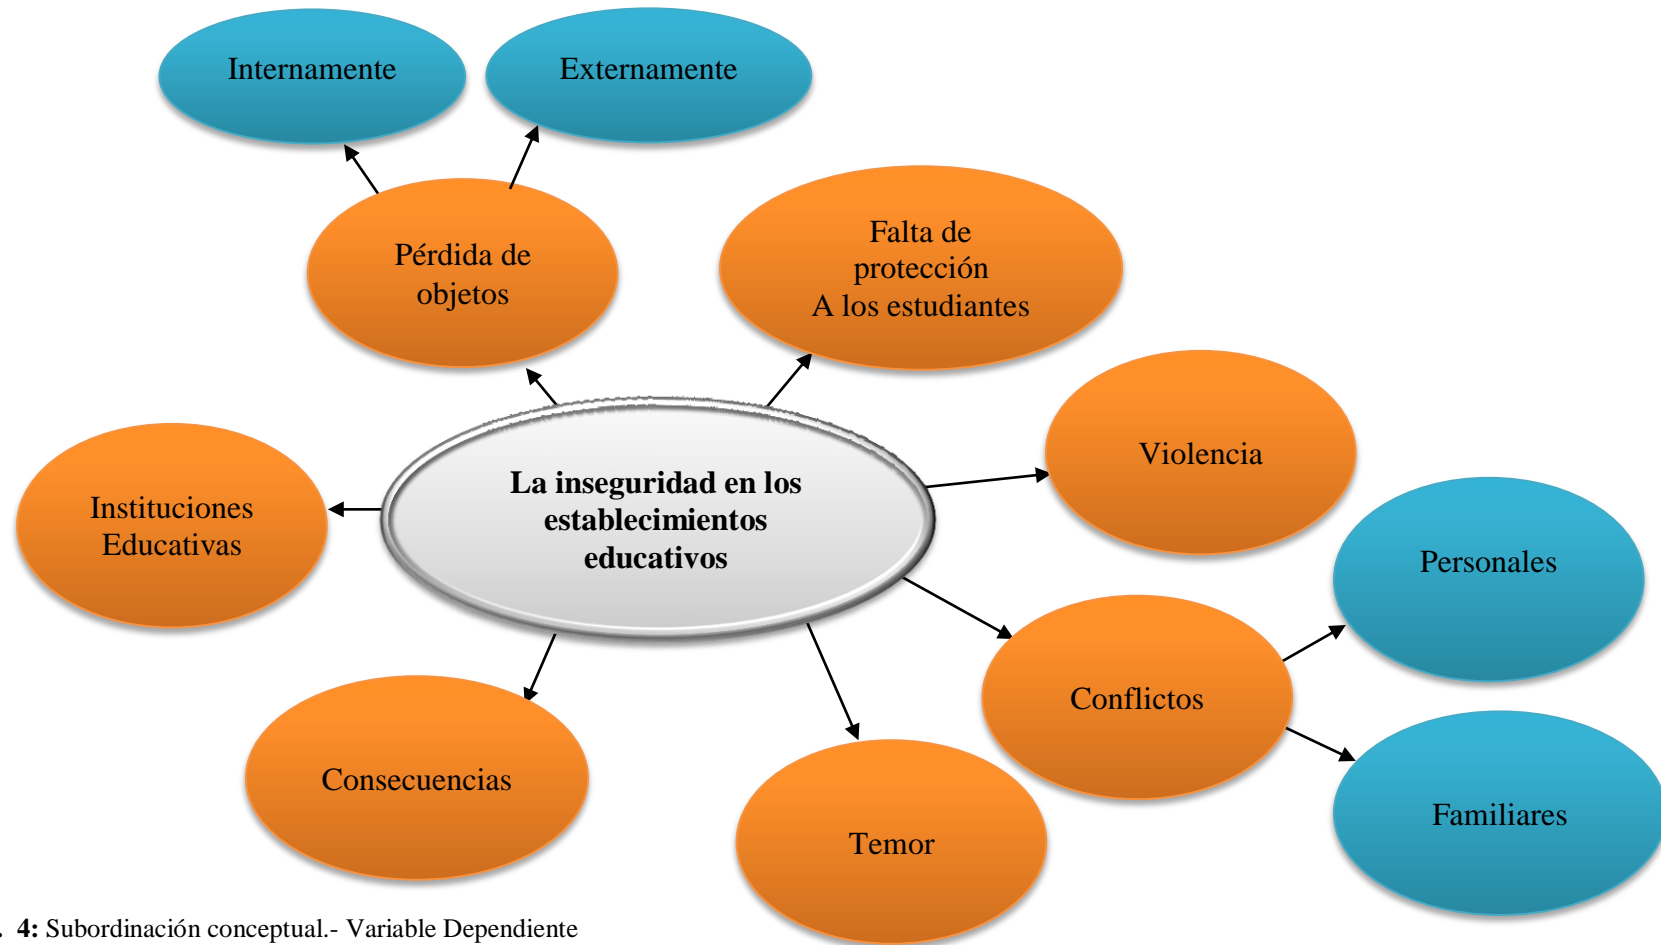 Internamente
Externamente
Pérdida de
objetos
Falta de
protección
A los estudiantes
Violencia
La inseguridad en los
establecimientos
educativos
Instituciones
Educativas
Personales
Conflictos
Consecuencias
Temor
Familiares
. 4: Subordinación conceptual.- Variable Dependiente